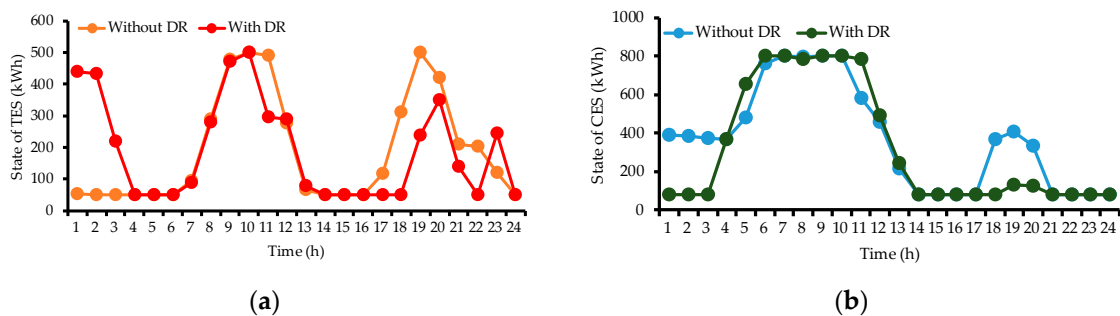 Without DR With DR
State of TES (kWh)
600
500
400
300
200
100
0
1 2 3 4 5 6 7 8 9 10 11 12 13 14 15 16 17 18 19 20 21 22 23 24
Time (h)
(a)
Without DR With DR
State of CES (kWh)
1000
800
600
400
200
0
1 2 3 4 5 6 7 8 9 10 11 12 13 14 15 16 17 18 19 20 21 22 23 24
Time (h)
(b)